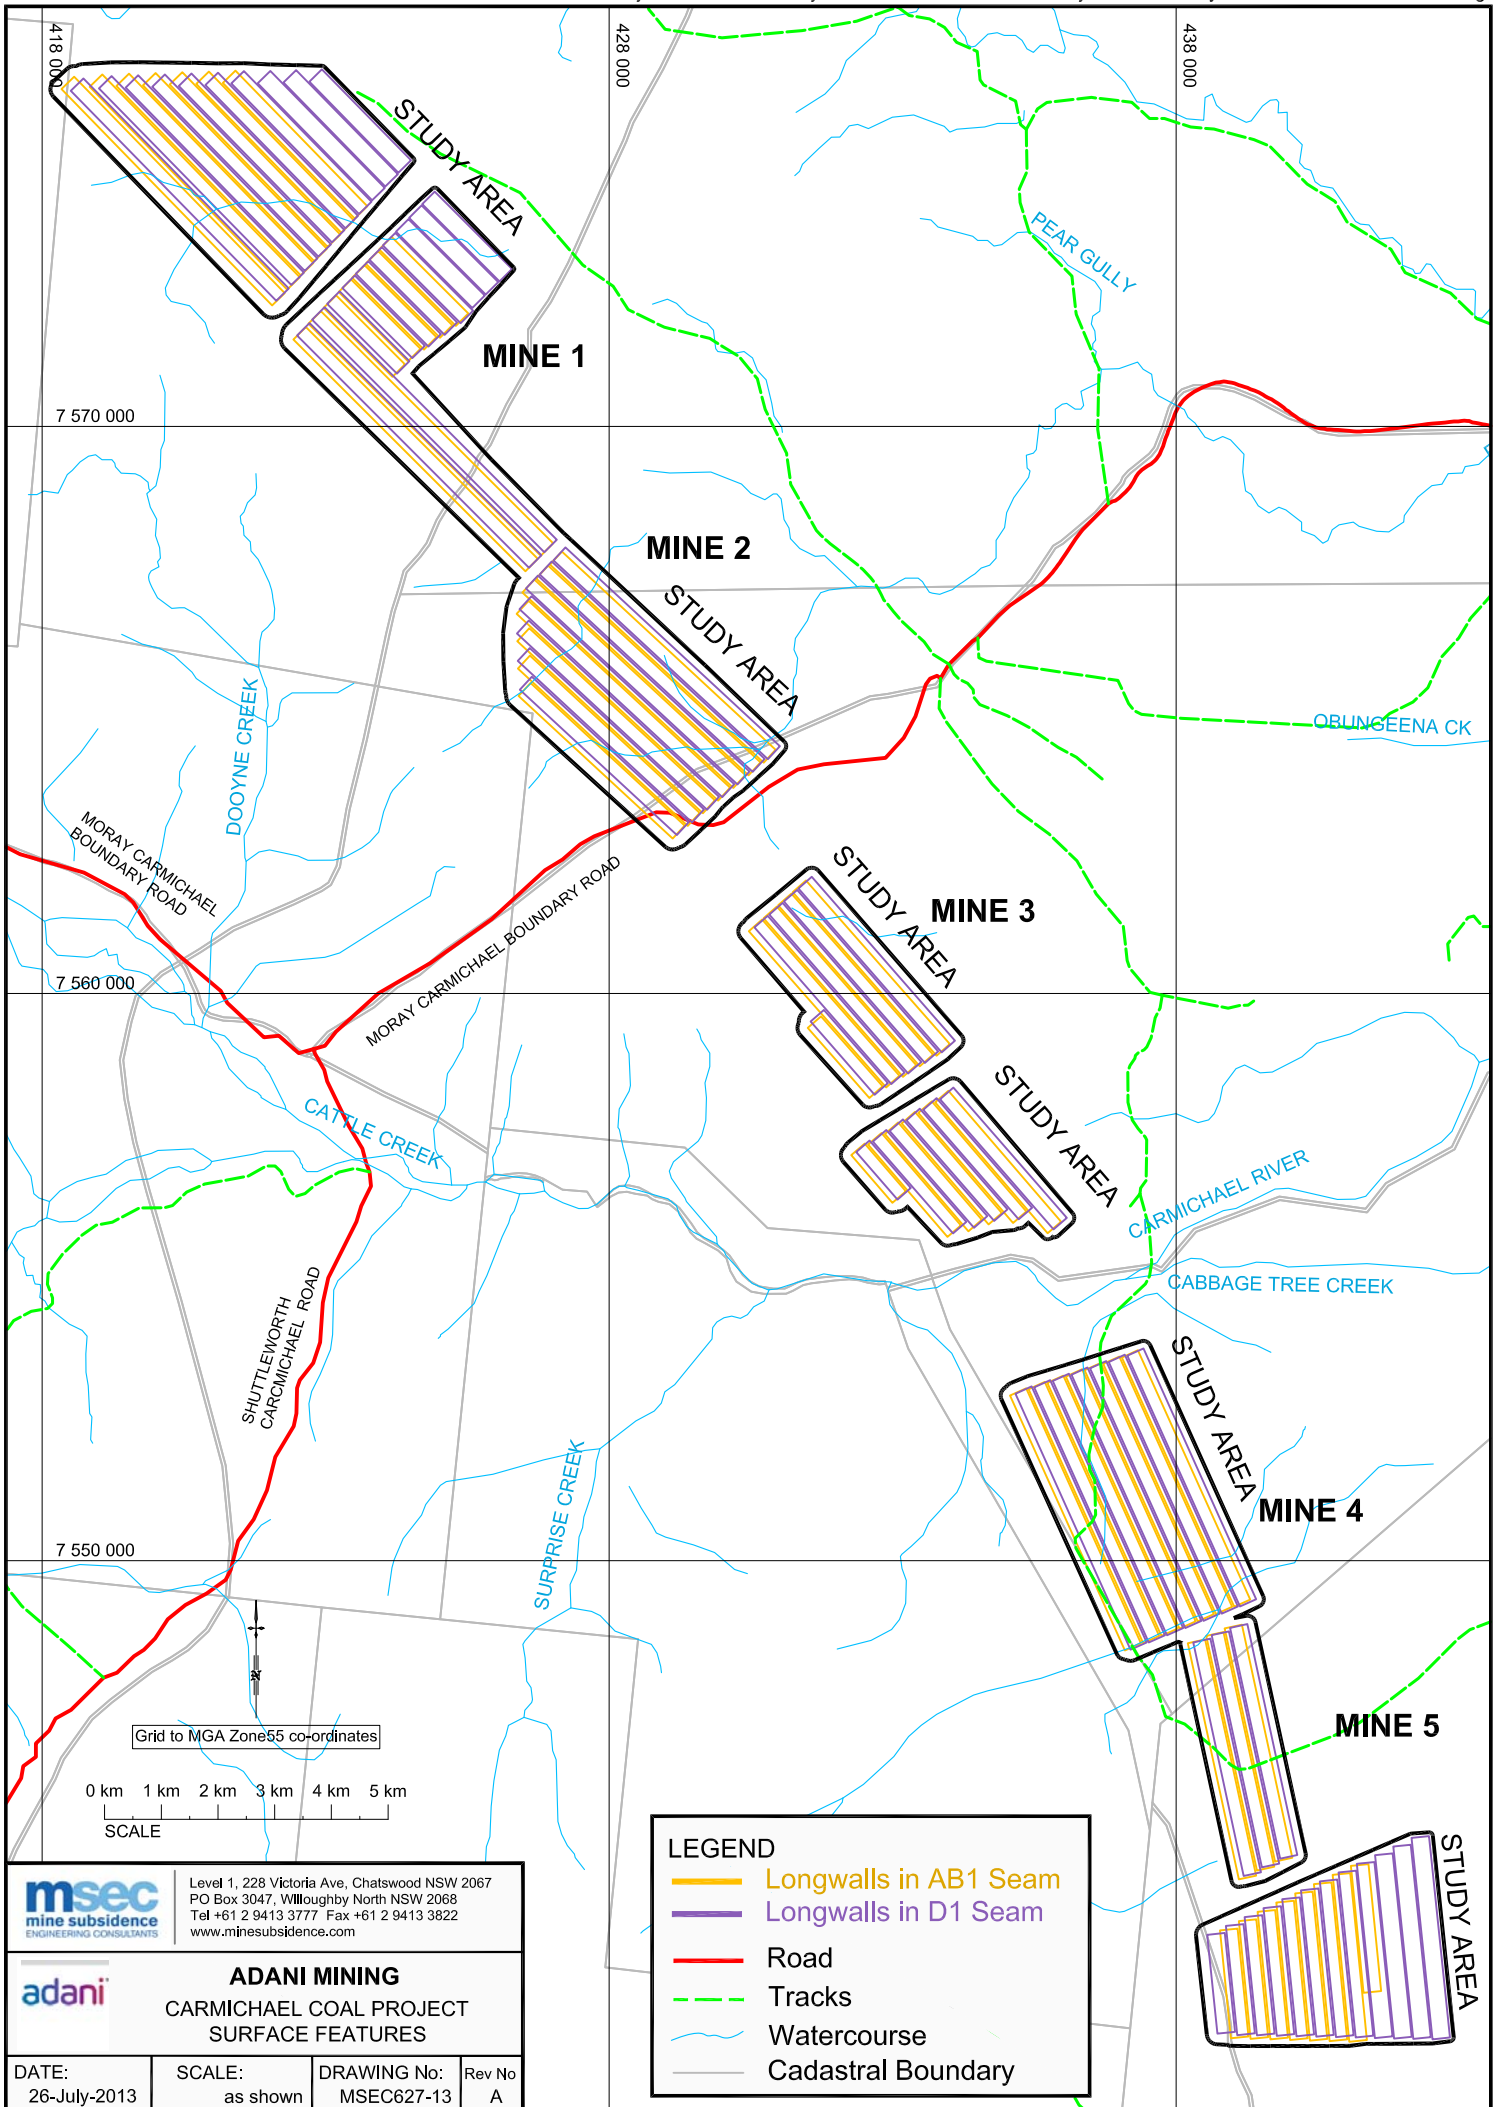 418 000
428 000
438 000
STUDY AREA
PEAR GULLY
MINE 1
7 570 000
MINE 2
STUDY AREA
DOOYNE CREEK
OBUNGEENA CK
MORAY CARMICHAEL
BOUNDARY ROAD
MORAY CARMICHAEL BOUNDARY ROAD
STUDY AREA
MINE 3
7 560 000
STUDY AREA
CATTLE CREEK
CARMICHAEL RIVER
CABBAGE TREE CREEK
SHUTTLEWORTH
CARCMICHAEL ROAD
STUDY AREA
SURPRISE CREEK
MINE 4
7 550 000
N
Grid to MGA Zone55 co-ordinates
MINE 5
0 km 1 km 2 km 3 km 4 km 5 km
SCALE
STUDY AREA
LEGEND
Longwalls in AB1 Seam
Longwalls in D1 Seam
Road
Tracks
Watercourse
Cadastral Boundary
msec
mine subsidence
ENGINEERING CONSULTANTS
Level 1, 228 Victoria Ave, Chatswood NSW 2067
PO Box 3047, Willoughby North NSW 2068
Tel +61 2 9413 3777 Fax +61 2 9413 3822
www.minesubsidence.com
adani
ADANI MINING
CARMICHAEL COAL PROJECT
SURFACE FEATURES
DATE:
26-July-2013
SCALE:
as shown
DRAWING No:
MSEC627-13
Rev No
A